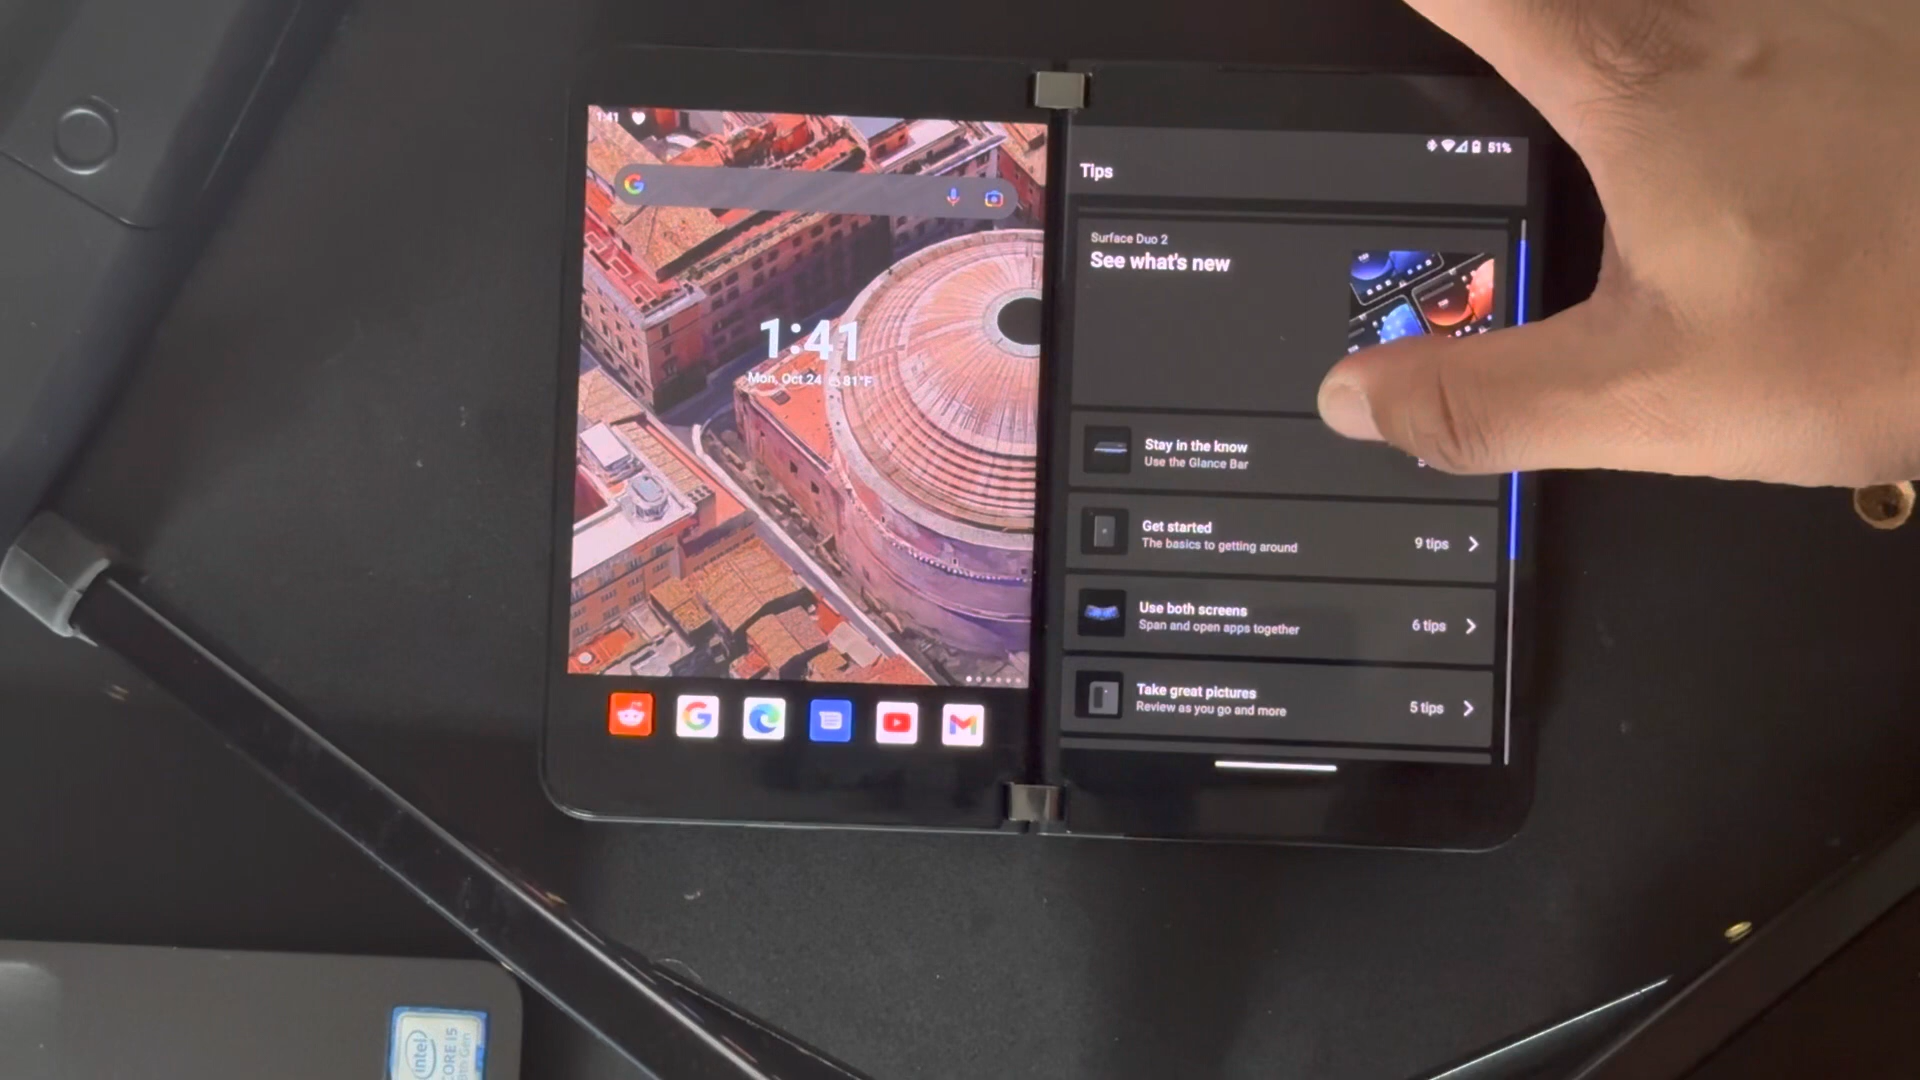 1:41
1:41
Mon, Oct 24 81°F
51%
Tips
Surface Duo 2
See what's new
Stay in the know
Use the Glance Bar
Get started
The basics to getting around
9 tips
Use both screens
Span and open apps together
6 tips
Take great pictures
Review as you go and more
5 tips
intel
CORE i5
8th Gen